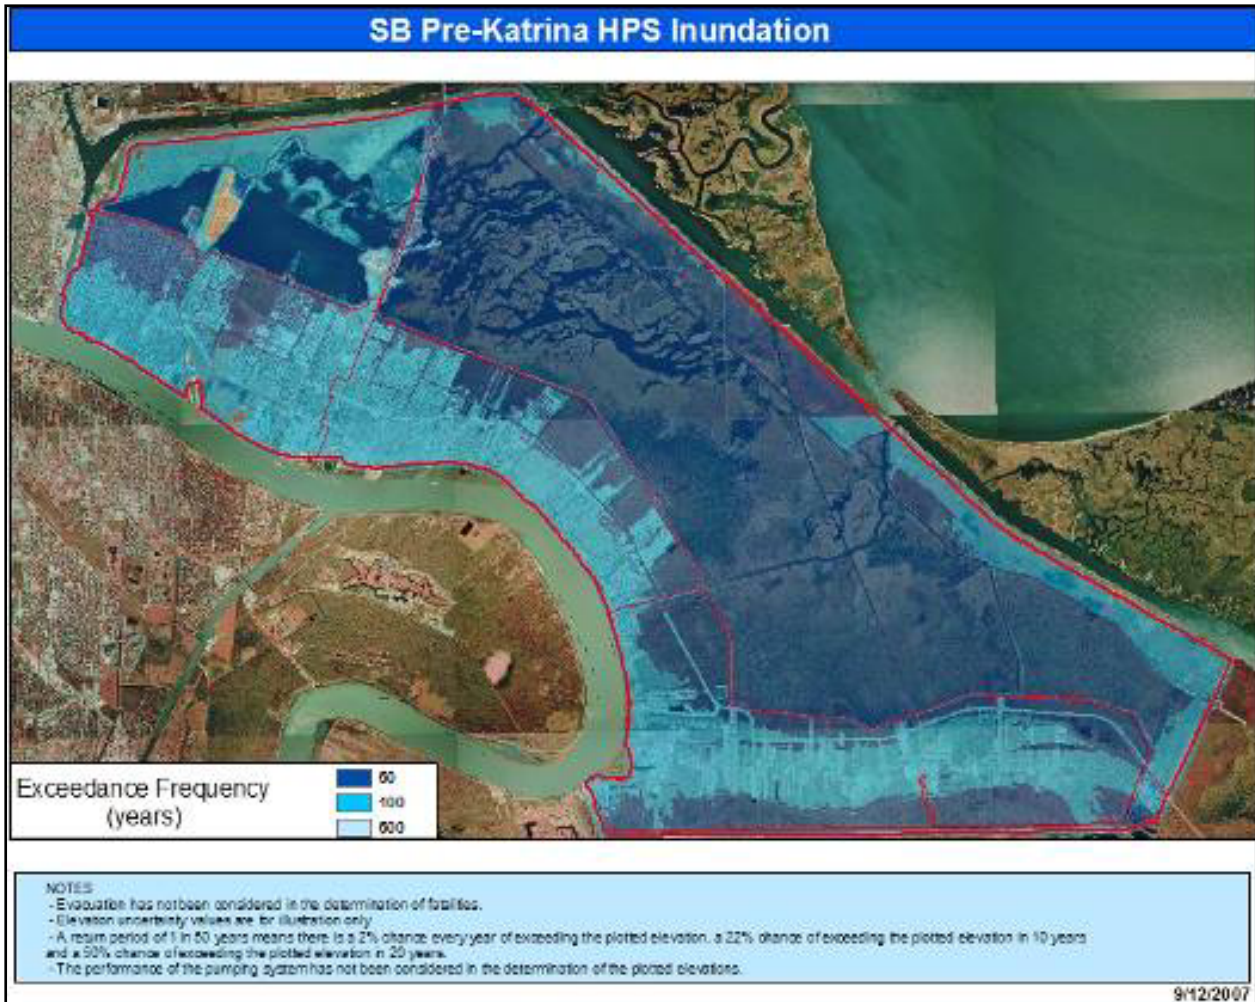 SB Pre-Katrina HPS Inundation
Exceedance Frequency
(years)
50
100
500
NOTES
- Evacuation has not been considered in the determination of fatalities.
- Elevation uncertainty values are for illustration only
- A return period of 1 in 50 years means there is a 2% chance every year of exceeding the plotted elevation, a 22% chance of exceeding the plotted elevation in 10 years
and a 50% chance of exceeding the plotted elevation in 20 years.
- The performance of the pumping system has not been considered in the determination of the plotted elevations.
9/12/2007